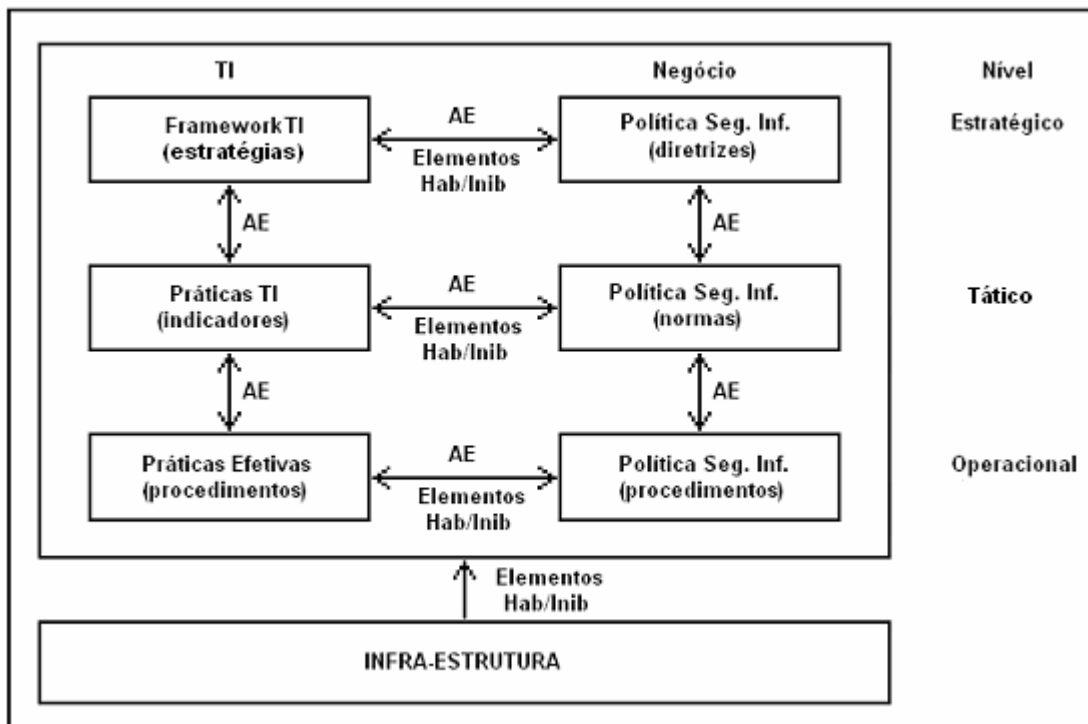 TI
Negócio
Nível
Framework TI
(estratégias)
AE
Elementos
Hab/Inib
Política Seg. Inf.
(diretrizes)
Estratégico
AE
AE
Práticas TI
(indicadores)
AE
Elementos
Hab/Inib
Política Seg. Inf.
(normas)
Tático
AE
AE
Práticas Efetivas
(procedimentos)
AE
Elementos
Hab/Inib
Política Seg. Inf.
(procedimentos)
Operacional
Elementos
Hab/Inib
INFRA-ESTRUTURA